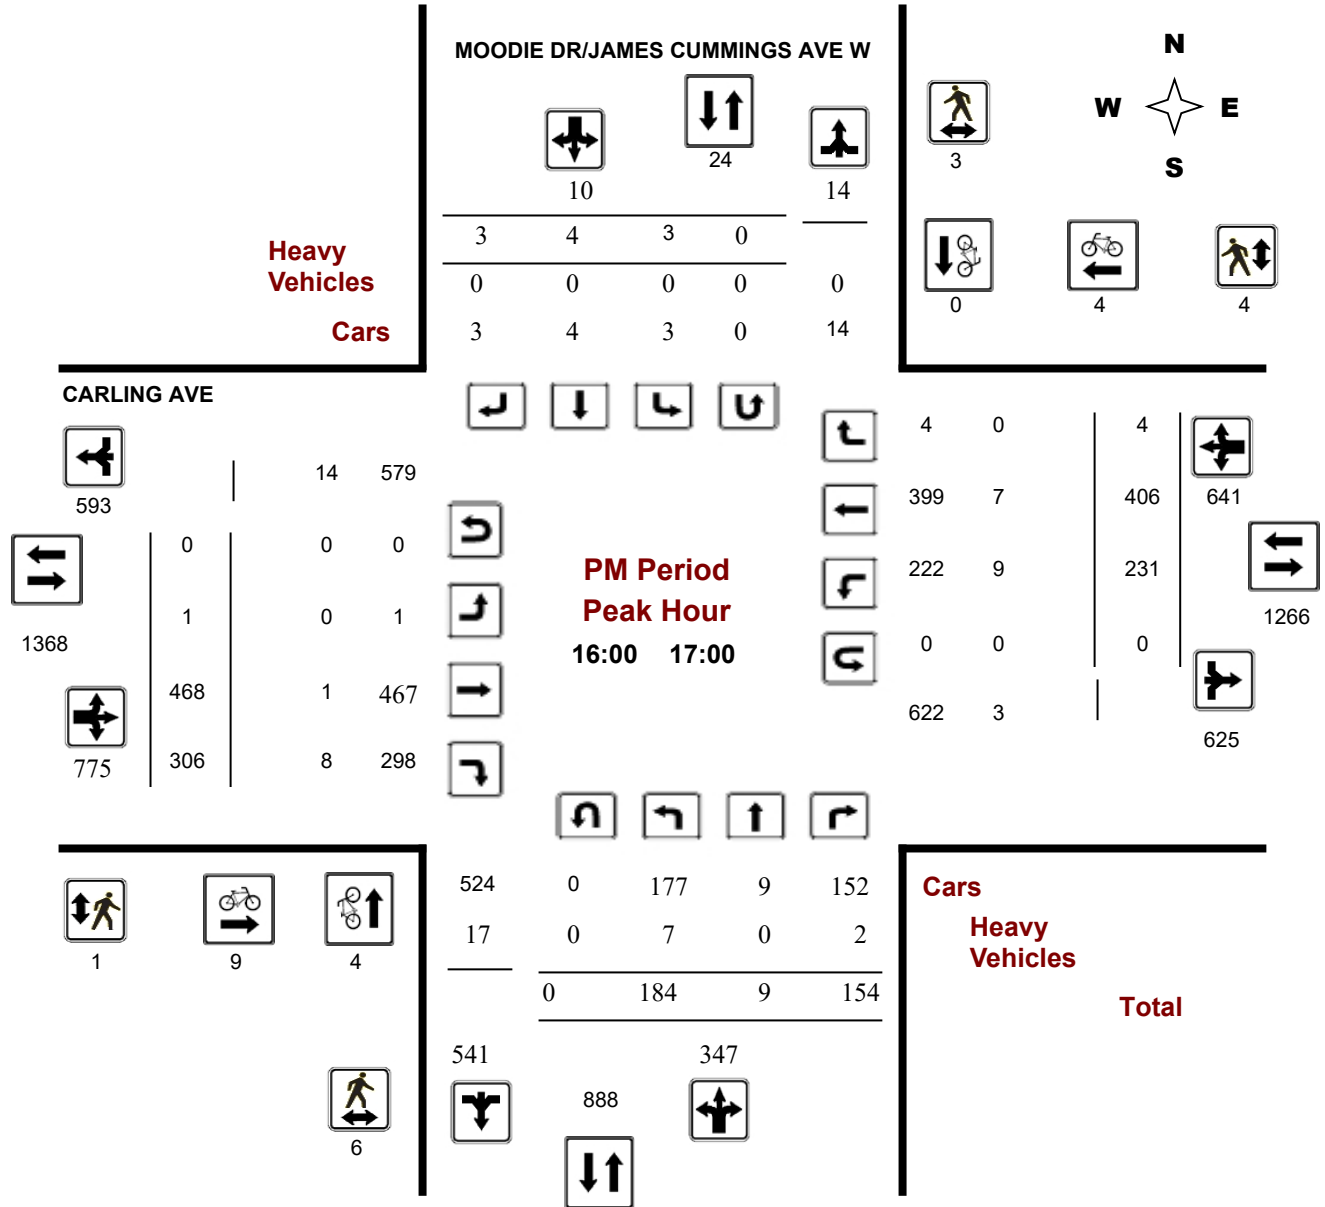 MOODIE DR/JAMES CUMMINGS AVE W
N
W E
S
24
3
10 14
3 4 3 0
Heavy
Vehicles
0 0 0 0 0
0 4 4
Cars
3 4 3 0 14
CARLING AVE
4 0 4
14 579
593
399 7 406 641
0 0 0
PM Period
222 9 231
Peak Hour
1 0 1
1266
1368
16:00 17:00
0 0 0
468 1 467
622 3
625
775 306 8 298
524 0 177 9 152
Cars
17 0 7 0 2
Heavy
Vehicles
1 9 4
0 184 9 154
Total
541 347
888
6